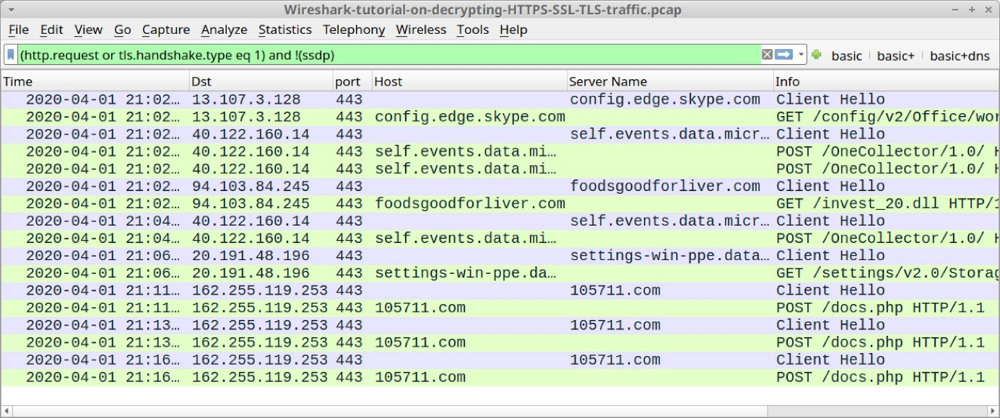 Wireshark-tutorial-on-decrypting-HTTPS-SSL-TLS-traffic.pcap
File Edit View Go Capture Analyze Statistics Telephony Wireless Tools Help
(http.request or tls.handshake.type eq 1) and !(ssdp) basic basic+ basic+dns
Time Dst port Host Server Name Info
2020-04-01 21:02… 13.107.3.128 443 config.edge.skype.com Client Hello
2020-04-01 21:02… 13.107.3.128 443 config.edge.skype.com GET /config/v2/Office/wor
2020-04-01 21:02… 40.122.160.14 443 self.events.data.micr… Client Hello
2020-04-01 21:02… 40.122.160.14 443 self.events.data.mi… POST /OneCollector/1.0/ H
2020-04-01 21:02… 40.122.160.14 443 self.events.data.mi… POST /OneCollector/1.0/ H
2020-04-01 21:02… 94.103.84.245 443 foodsgoodforliver.com Client Hello
2020-04-01 21:02… 94.103.84.245 443 foodsgoodforliver.com GET /invest_20.dll HTTP/1
2020-04-01 21:04… 40.122.160.14 443 self.events.data.micr… Client Hello
2020-04-01 21:04… 40.122.160.14 443 self.events.data.mi… POST /OneCollector/1.0/ H
2020-04-01 21:06… 20.191.48.196 443 settings-win-ppe.data… Client Hello
2020-04-01 21:06… 20.191.48.196 443 settings-win-ppe.da… GET /settings/v2.0/Storag
2020-04-01 21:11… 162.255.119.253 443 105711.com Client Hello
2020-04-01 21:11… 162.255.119.253 443 105711.com POST /docs.php HTTP/1.1
2020-04-01 21:13… 162.255.119.253 443 105711.com Client Hello
2020-04-01 21:13… 162.255.119.253 443 105711.com POST /docs.php HTTP/1.1
2020-04-01 21:16… 162.255.119.253 443 105711.com Client Hello
2020-04-01 21:16… 162.255.119.253 443 105711.com POST /docs.php HTTP/1.1